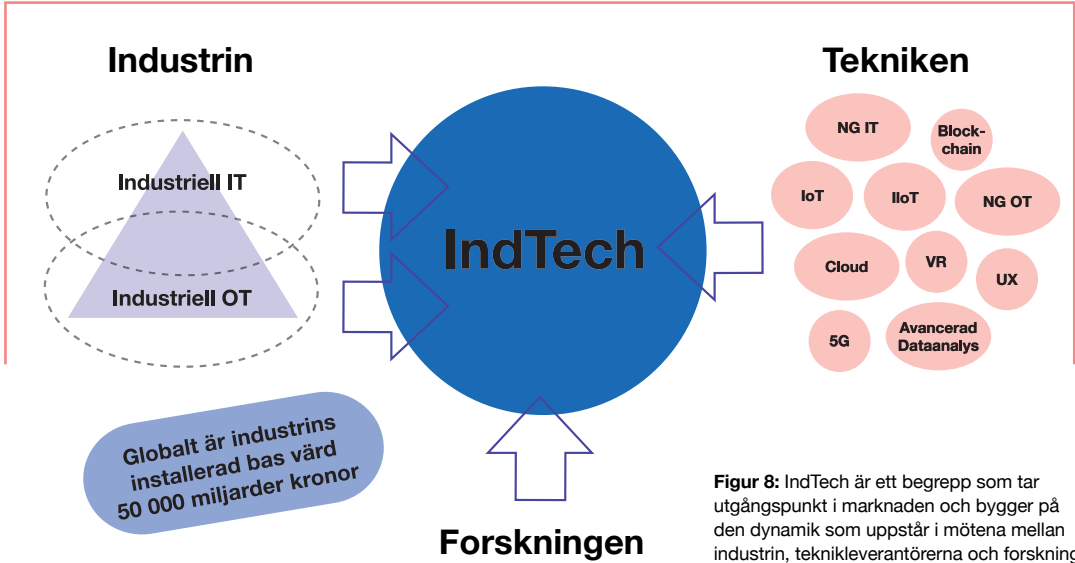 Industrin
Industriell IT
Industriell OT
Globalt är industrins
installerad bas värd
50 000 miljarder kronor
IndTech
Forskningen
Tekniken
NG IT
Block-
chain
IoT
IIoT
NG OT
Cloud
VR
UX
5G
Avancerad
Dataanalys
Figur 8: IndTech är ett begrepp som tar
utgångspunkt i marknaden och bygger på
den dynamik som uppstår i mötena mellan
industrin, teknikleverantörerna och forskning